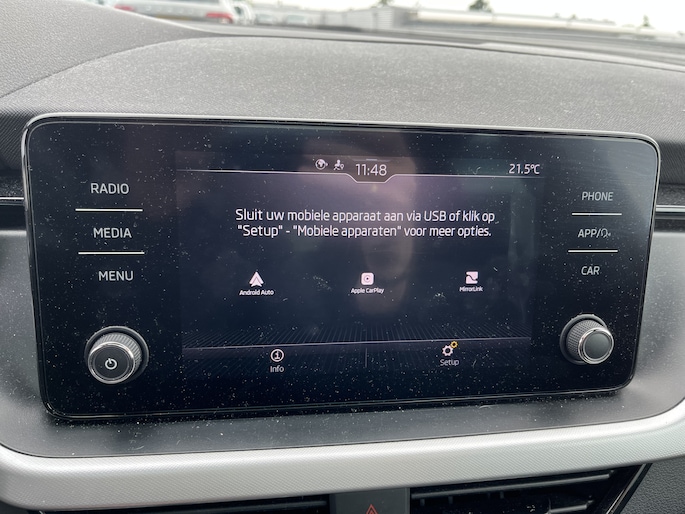 11:48
21.5°C
RADIO
MEDIA
MENU
Sluit uw mobiele apparaat aan via USB of klik op
"Setup" - "Mobiele apparaten" voor meer opties.
Android Auto
Apple CarPlay
MirrorLink
Info
Setup
PHONE
APP/
CAR